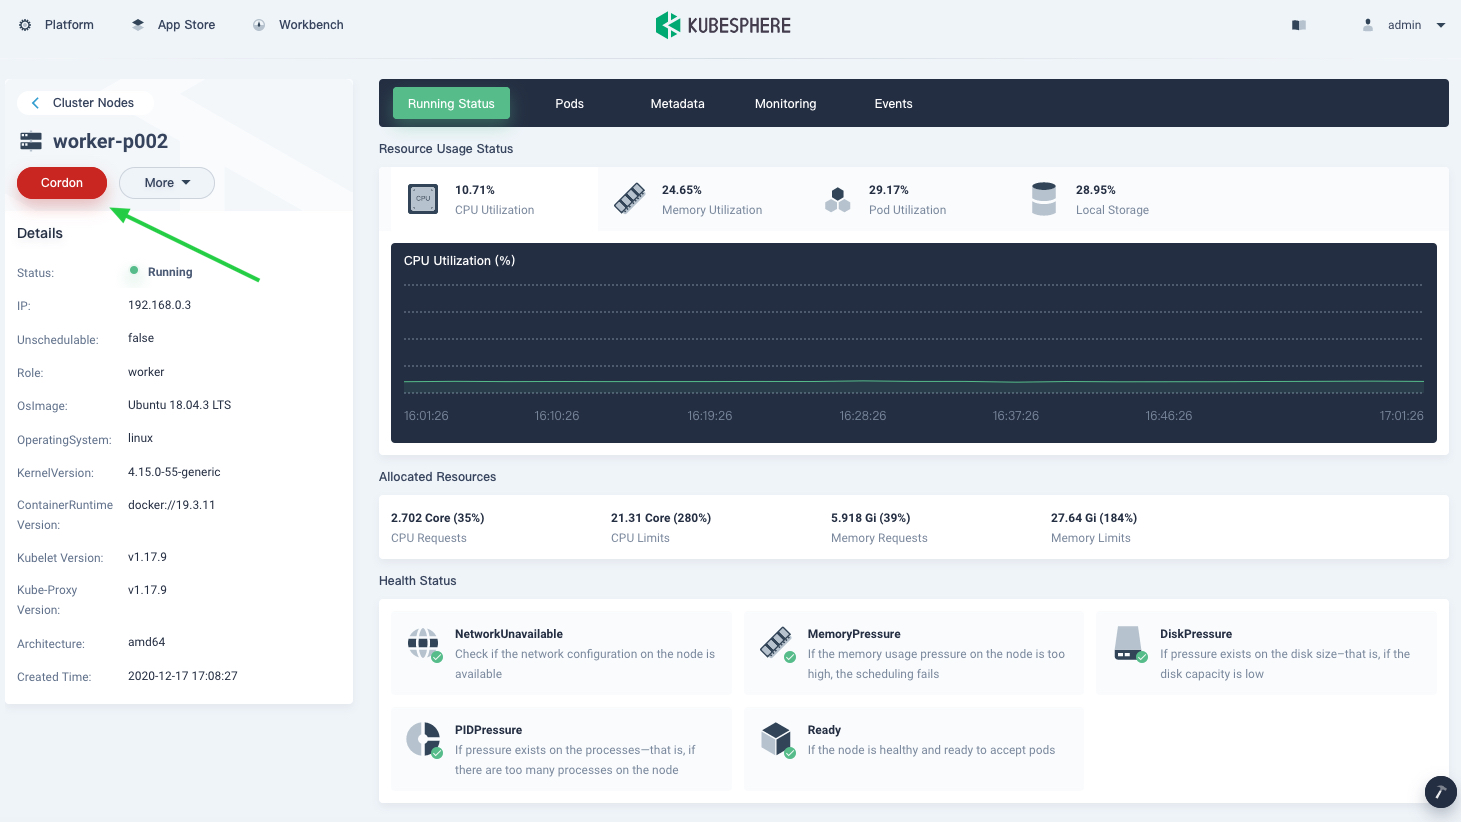 Platform
App Store
Workbench
KUBESPHERE
admin
Cluster Nodes
worker-p002
Cordon
More
Details
Status: Running
IP: 192.168.0.3
Unschedulable: false
Role: worker
OsImage: Ubuntu 18.04.3 LTS
OperatingSystem: linux
KernelVersion: 4.15.0-55-generic
ContainerRuntime docker://19.3.11
Version:
Kubelet Version: v1.17.9
Kube-Proxy v1.17.9
Version:
Architecture: amd64
Created Time: 2020-12-17 17:08:27
Running Status
Pods
Metadata
Monitoring
Events
Resource Usage Status
CPU
10.71%
CPU Utilization
24.65%
Memory Utilization
29.17%
Pod Utilization
28.95%
Local Storage
CPU Utilization (%)
16:01:26 16:10:26 16:19:26 16:28:26 16:37:26 16:46:26 17:01:26
Allocated Resources
2.702 Core (35%)
CPU Requests
21.31 Core (280%)
CPU Limits
5.918 Gi (39%)
Memory Requests
27.64 Gi (184%)
Memory Limits
Health Status
NetworkUnavailable
Check if the network configuration on the node is
available
MemoryPressure
If the memory usage pressure on the node is too
high, the scheduling fails
DiskPressure
If pressure exists on the disk size–that is, if the
disk capacity is low
PIDPressure
If pressure exists on the processes—that is, if
there are too many processes on the node
Ready
If the node is healthy and ready to accept pods